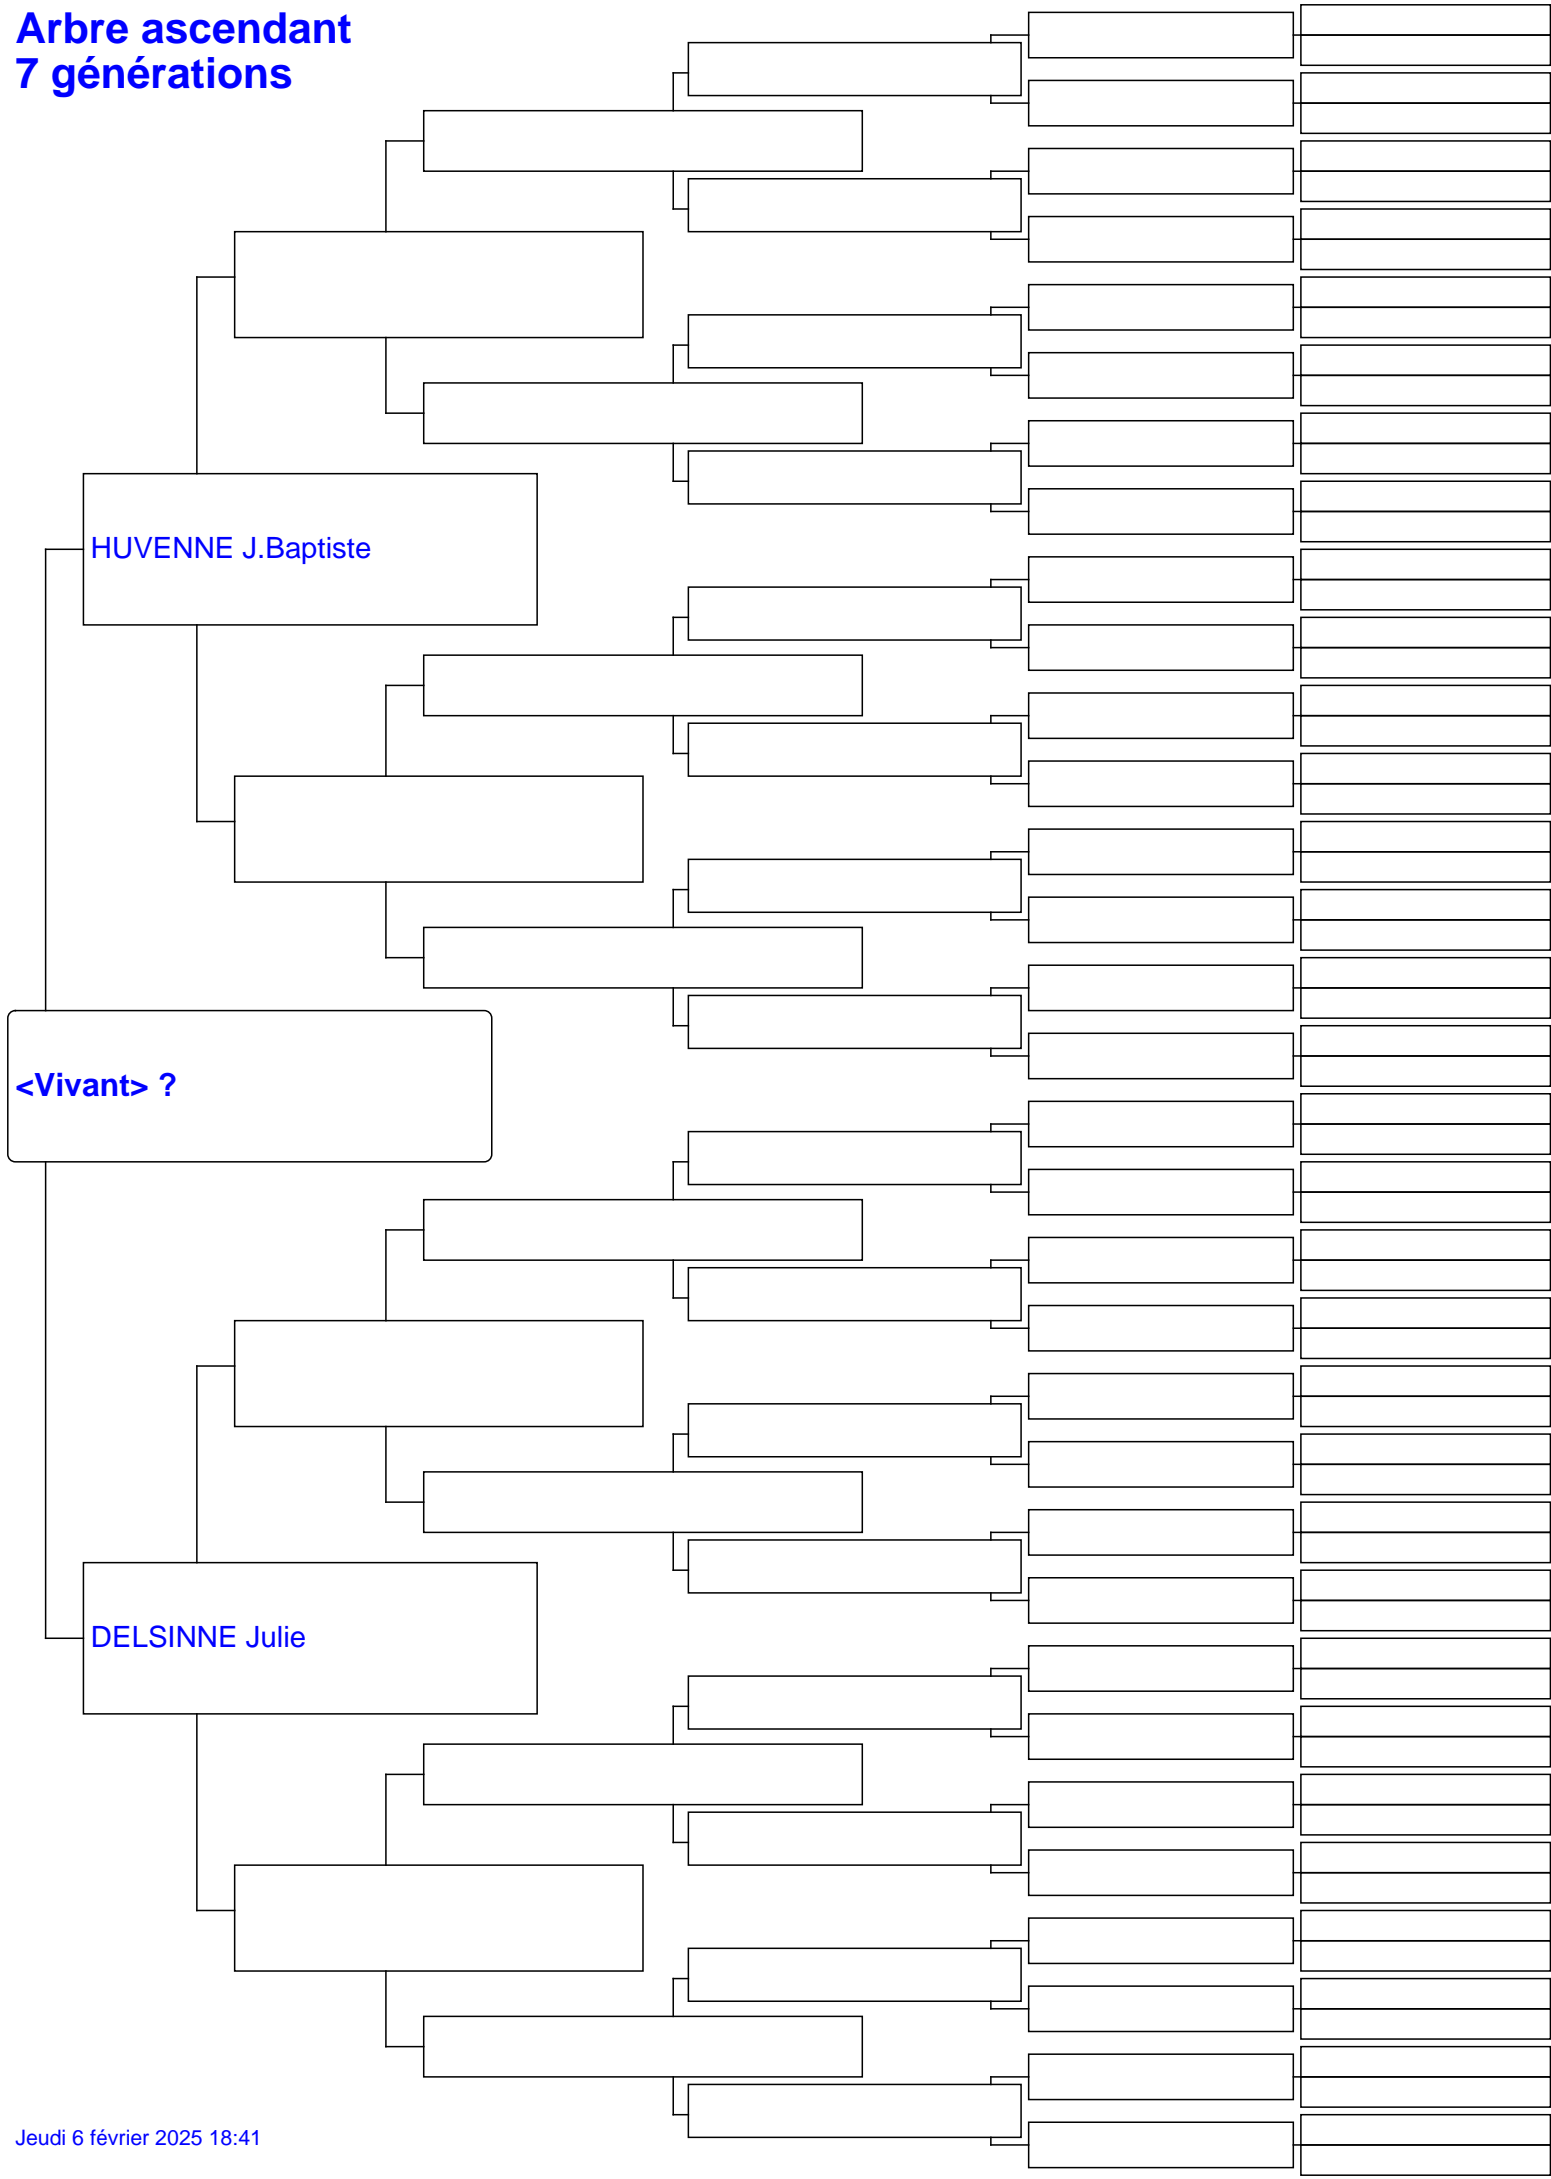 Arbre ascendant
7 générations
HUVENNE J.Baptiste
<Vivant> ?
DELSINNE Julie
Jeudi 6 février 2025 18:41